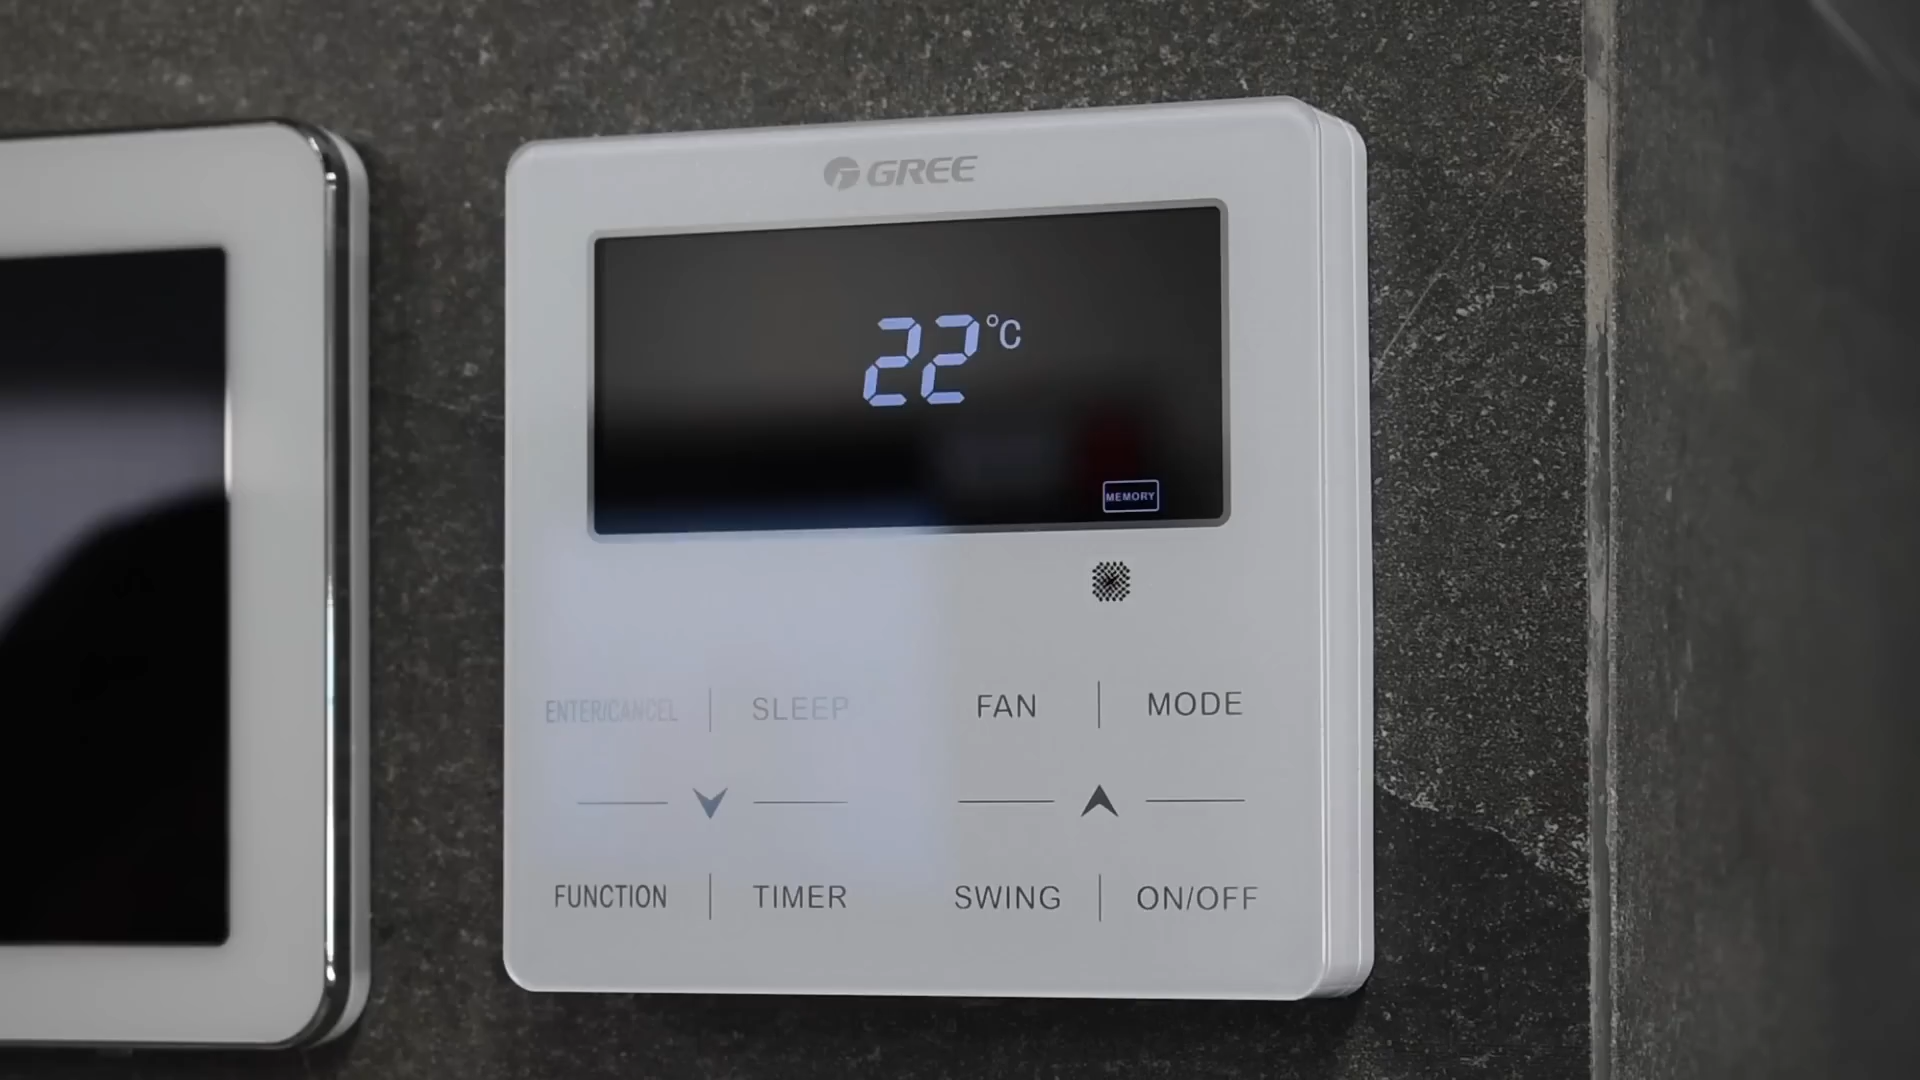 GREE
22°C
MEMORY
ENTER/CANCEL SLEEP FAN MODE
FUNCTION TIMER SWING ON/OFF